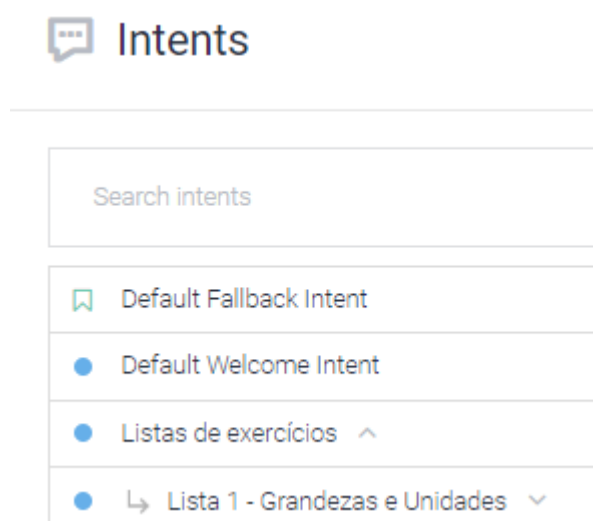 Intents
Search intents
Default Fallback Intent
Default Welcome Intent
Listas de exercícios
Lista 1 - Grandezas e Unidades